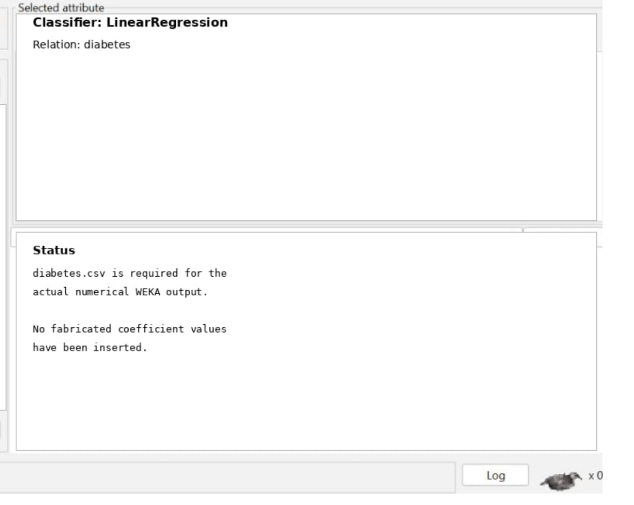 Selected attribute
Classifier: LinearRegression
Relation: diabetes
Status
diabetes.csv is required for the
actual numerical WEKA output.
No fabricated coefficient values
have been inserted.
Log
x 0